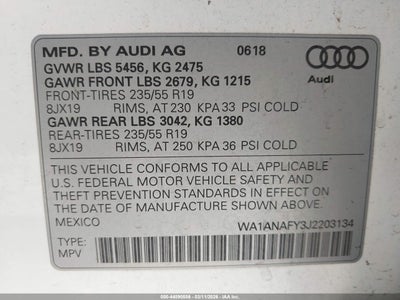 MFD. BY AUDI AG 0618
GVWR LBS 5456, KG 2475
GAWR FRONT LBS 2679, KG 1215
FRONT-TIRES 235/55 R19
8JX19 RIMS, AT 230 KPA 33 PSI COLD
GAWR REAR LBS 3042, KG 1380
REAR-TIRES 235/55 R19
8JX19 RIMS, AT 250 KPA 36 PSI COLD
Audi
THIS VEHICLE CONFORMS TO ALL APPLICABLE
U.S. FEDERAL MOTOR VEHICLE SAFETY AND
THEFT PREVENTION STANDARDS IN EFFECT ON
THE DATE OF MANUFACTURE SHOWN ABOVE.
MEXICO WA1ANAFY3J2203134
TYPE:
MPV